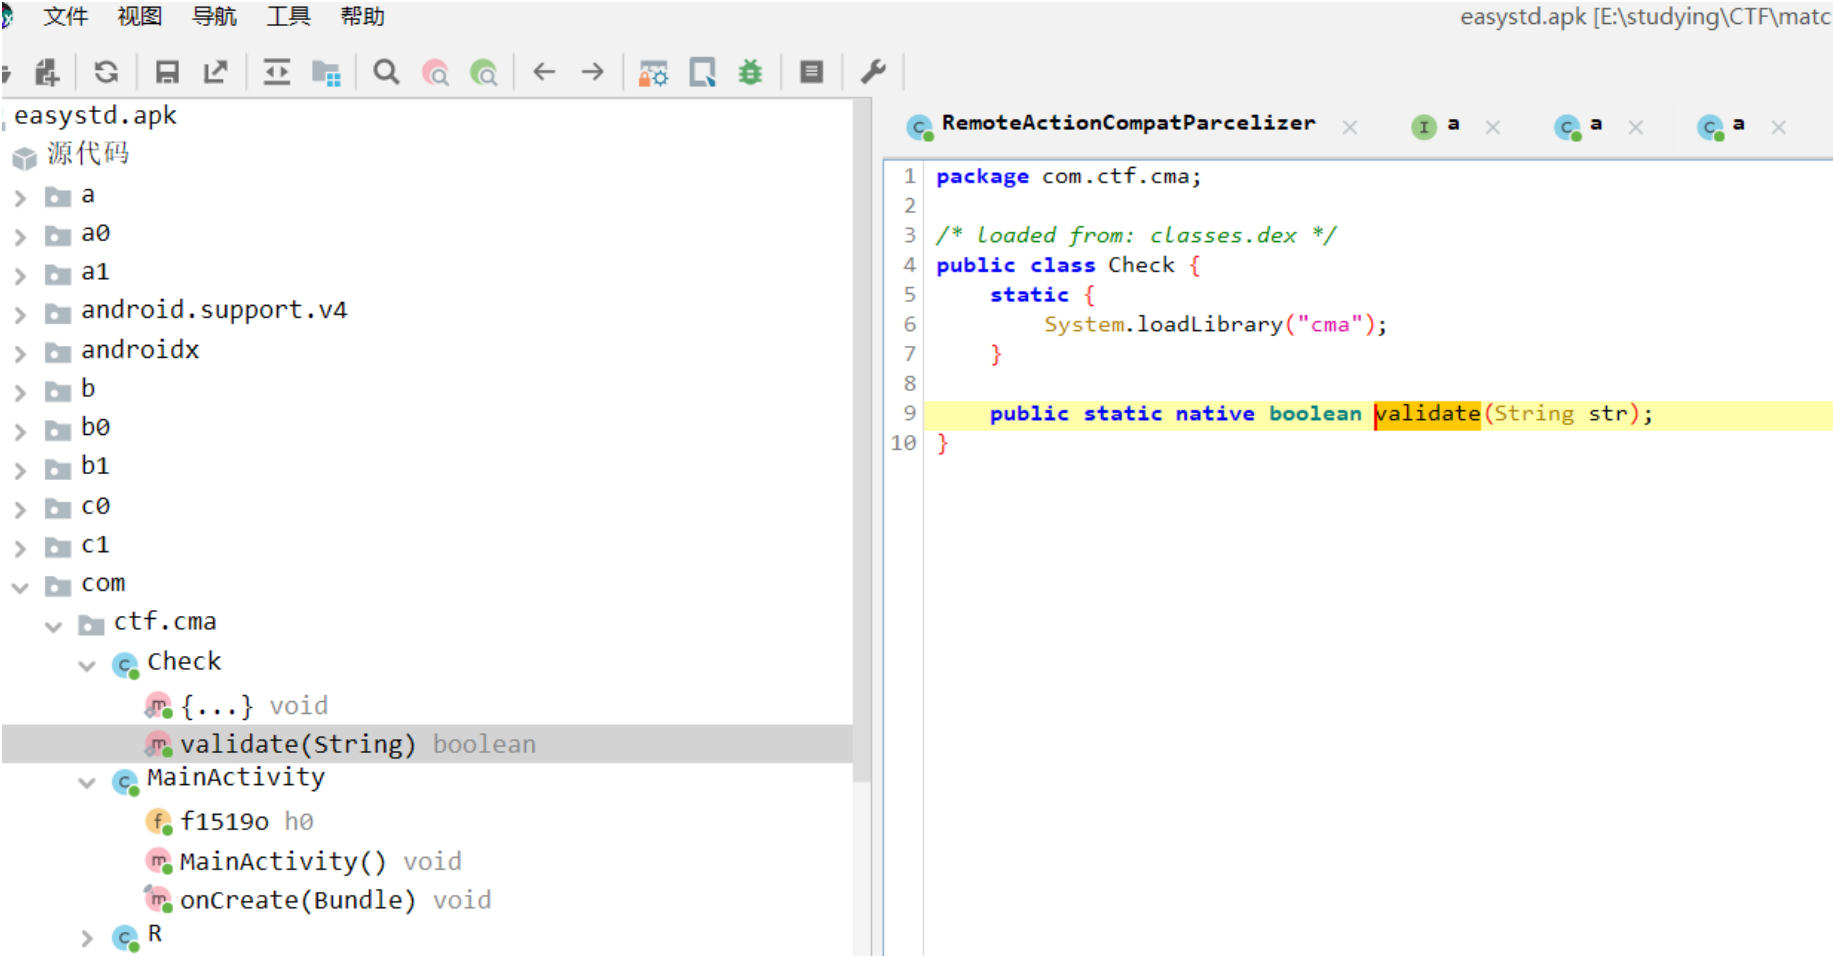 文件 视图 导航 工具 帮助
easystd.apk [E:\studying\CTF\matc
easystd.apk
源代码
a
a0
a1
android.support.v4
androidx
b
b0
b1
c0
c1
com
ctf.cma
Check
{...} void
validate(String) boolean
MainActivity
f1519o h0
MainActivity() void
onCreate(Bundle) void
R
RemoteActionCompatParcelizer a a a
1 package com.ctf.cma;
2
3 /* loaded from: classes.dex */
4 public class Check {
5 static {
6 System.loadLibrary("cma");
7 }
8
9 public static native boolean validate(String str);
10 }